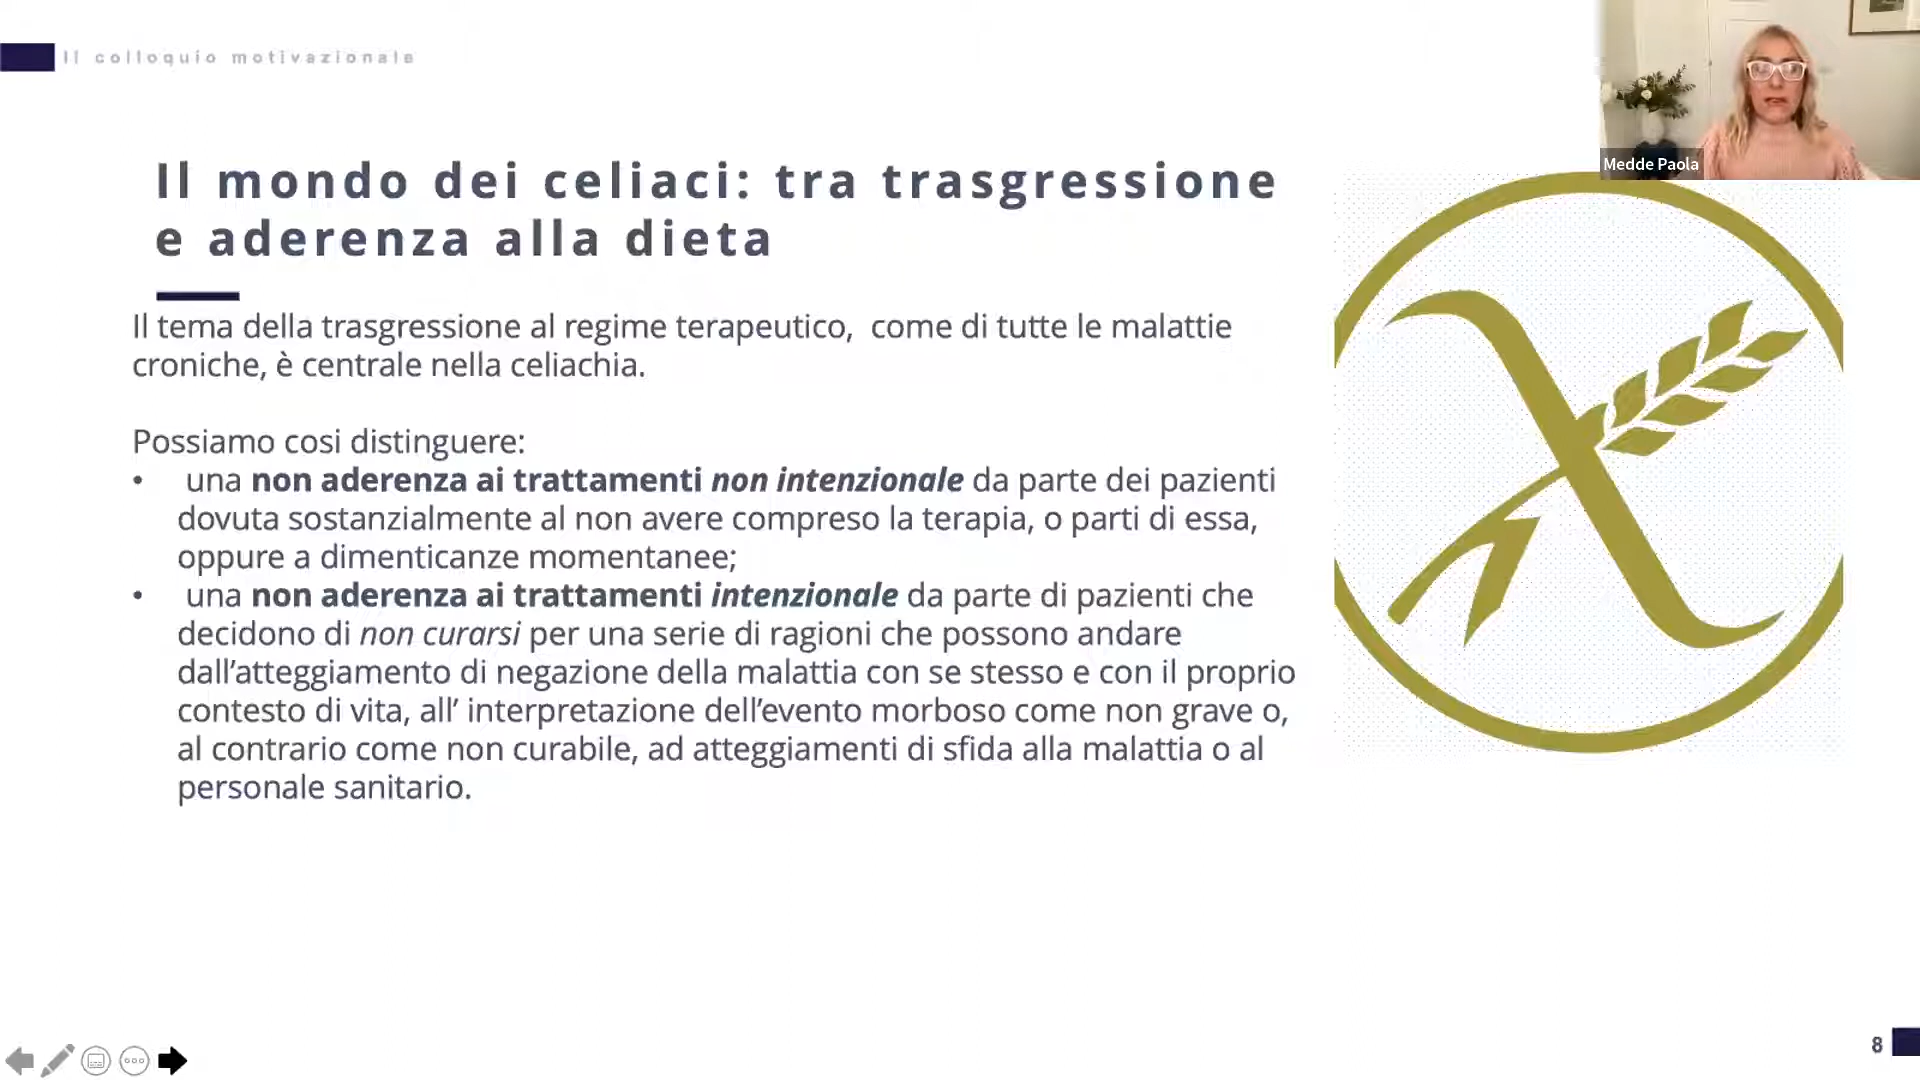 Il colloquio motivazionale
Medde Paola
Il mondo dei celiaci: tra trasgressione
e aderenza alla dieta
Il tema della trasgressione al regime terapeutico,  come di tutte le malattie
croniche, è centrale nella celiachia.
Possiamo cosi distinguere:
• una non aderenza ai trattamenti non intenzionale da parte dei pazienti
dovuta sostanzialmente al non avere compreso la terapia, o parti di essa,
oppure a dimenticanze momentanee;
• una non aderenza ai trattamenti intenzionale da parte di pazienti che
decidono di non curarsi per una serie di ragioni che possono andare
dall’atteggiamento di negazione della malattia con se stesso e con il proprio
contesto di vita, all’ interpretazione dell’evento morboso come non grave o,
al contrario come non curabile, ad atteggiamenti di sfida alla malattia o al
personale sanitario.
8